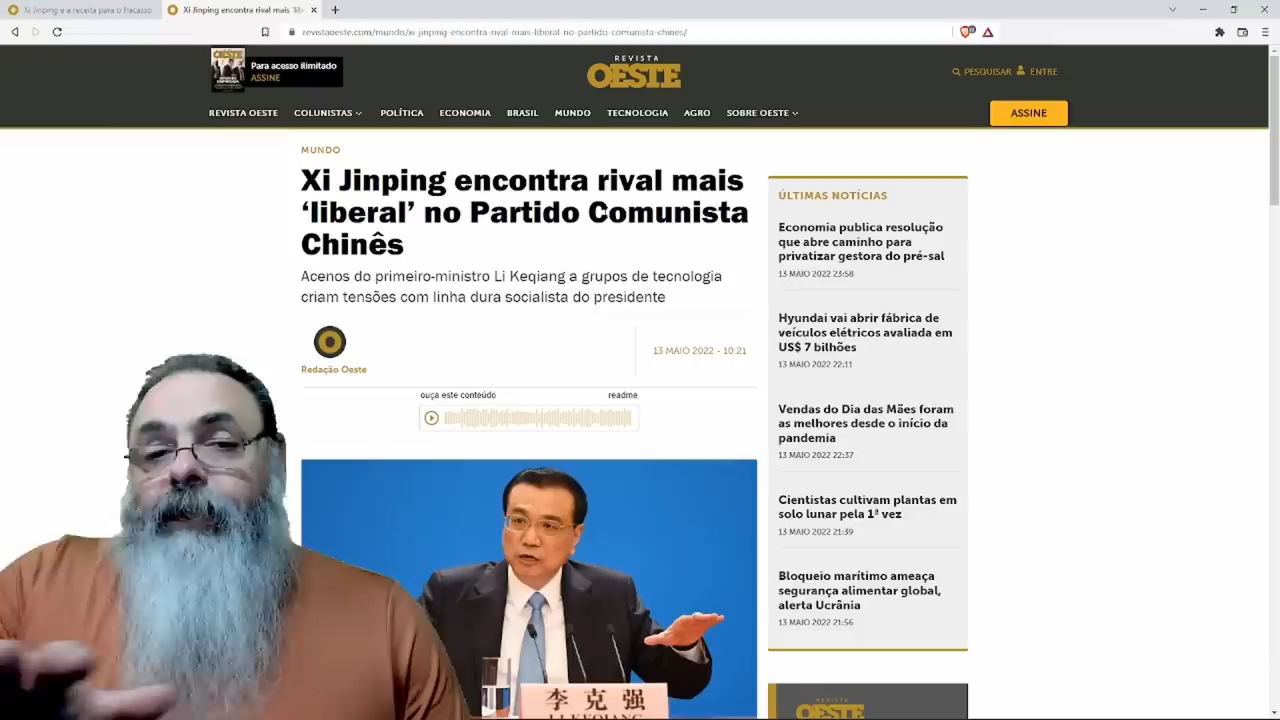 Xi Jinping e a receita para o fracasso
Xi Jinping encontra rival mais 'lib
revistaoeste.com/mundo/xi-jinping-encontra-rival-mais-liberal-no-partido-comunista-chines/
OESTE
Para acesso ilimitado
ASSINE
REVISTA
OESTE
PESQUISAR
ENTRE
REVISTA OESTE
COLUNISTAS
POLÍTICA
ECONOMIA
BRASIL
MUNDO
TECNOLOGIA
AGRO
SOBRE OESTE
ASSINE
MUNDO
Xi Jinping encontra rival mais
‘liberal’ no Partido Comunista
Chinês
Acenos do primeiro-ministro Li Keqiang a grupos de tecnologia
criam tensões com linha dura socialista do presidente
Redação Oeste
13 MAIO 2022 - 10:21
ouça este conteúdo
readme
李克强
LI KEQIANG
ÚLTIMAS NOTÍCIAS
Economia publica resolução
que abre caminho para
privatizar gestora do pré-sal
13 MAIO 2022 23:58
Hyundai vai abrir fábrica de
veículos elétricos avaliada em
US$ 7 bilhões
13 MAIO 2022 22:11
Vendas do Dia das Mães foram
as melhores desde o início da
pandemia
13 MAIO 2022 22:37
Cientistas cultivam plantas em
solo lunar pela 1ª vez
13 MAIO 2022 21:39
Bloqueio marítimo ameaça
segurança alimentar global,
alerta Ucrânia
13 MAIO 2022 21:56
REVISTA
OESTE